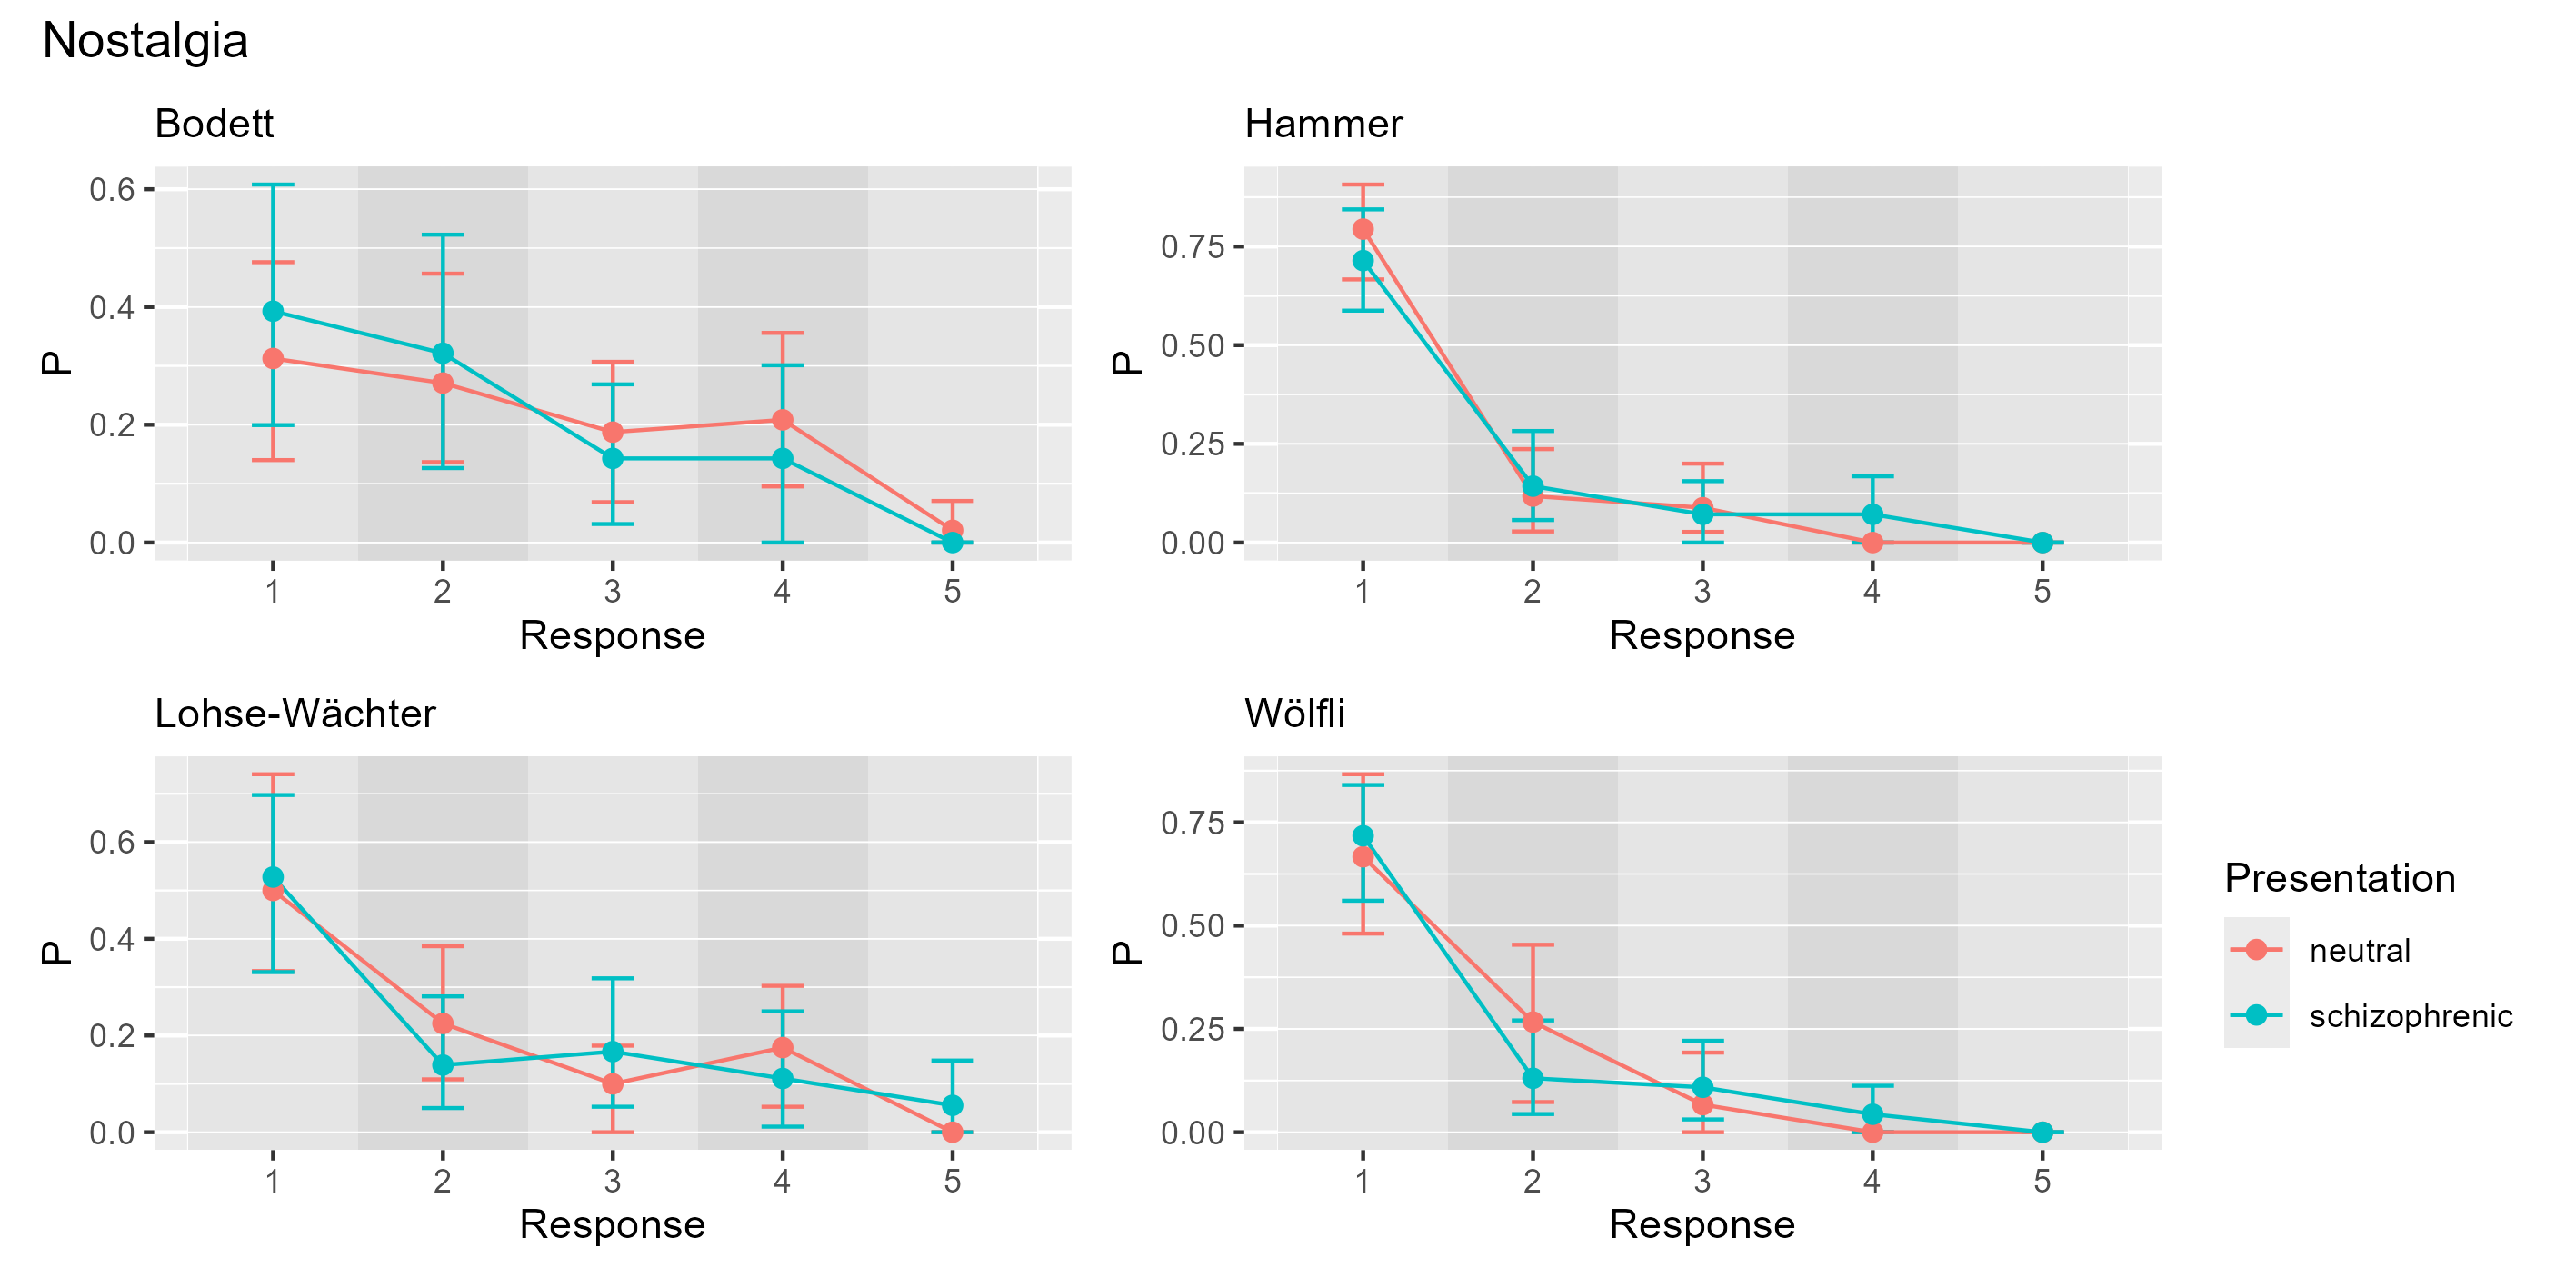 Nostalgia
Bodett
0.6
0.4
0.2
0.0
P
1 2 3 4 5
Response
Hammer
0.75
0.50
0.25
0.00
P
1 2 3 4 5
Response
Lohse-Wächter
0.6
0.4
0.2
0.0
P
1 2 3 4 5
Response
Wölfli
0.75
0.50
0.25
0.00
P
1 2 3 4 5
Response
Presentation
neutral
schizophrenic